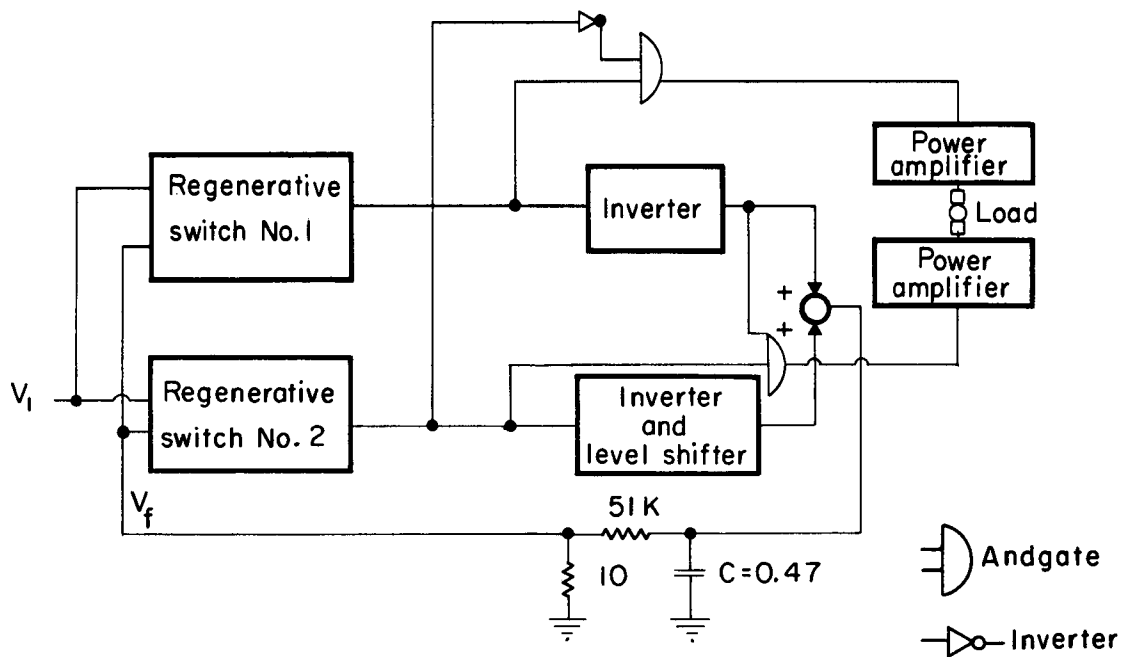 Power
amplifier
Regenerative
switch No. 1
Inverter
Load
Power
amplifier
+
+
V1
Regenerative
switch No. 2
Inverter
and
level shifter
Vf
51K
10
C=0.47
Andgate
Inverter